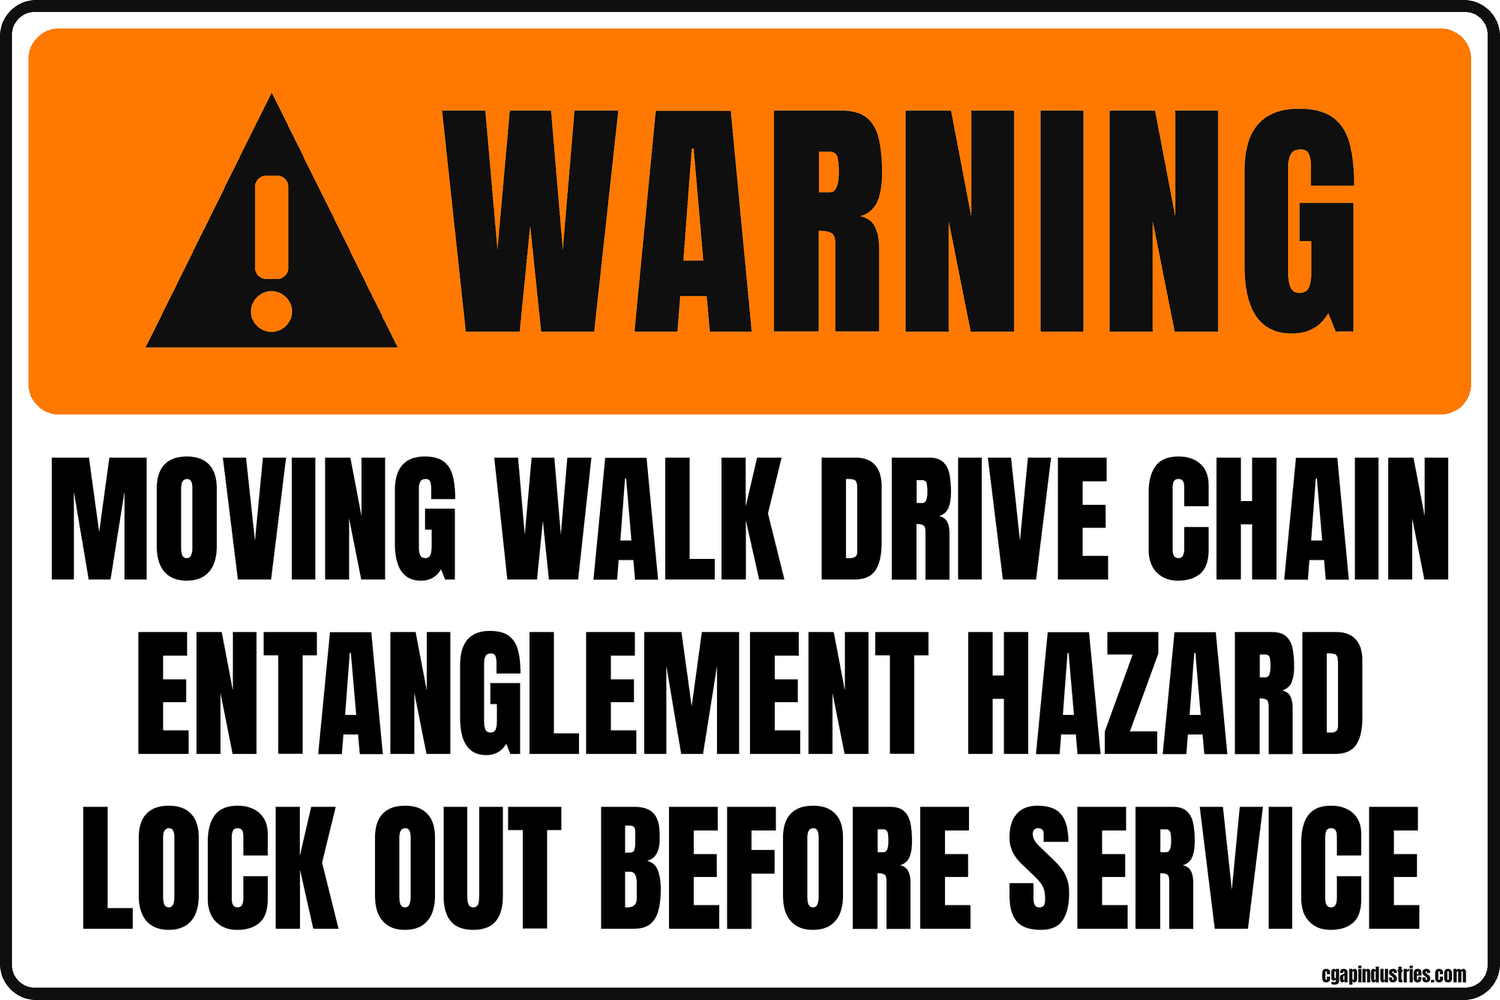 WARNING
MOVING WALK DRIVE CHAIN
ENTANGLEMENT HAZARD
LOCK OUT BEFORE SERVICE
cgapindustries.com